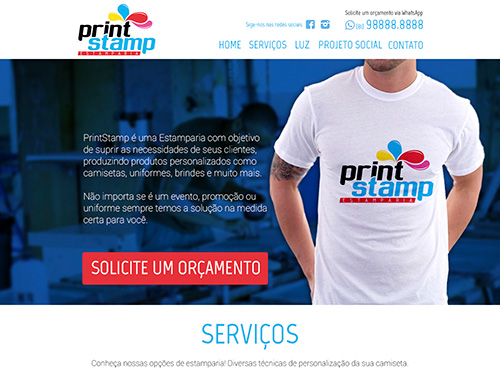 print
stamp
ESTAMPARIA
Solicite um orçamento via WhatsApp
Siga-nos nas redes sociais
98888.8888
HOME SERVIÇOS LUZ PROJETO SOCIAL CONTATO
PrintStamp é uma Estamparia com objetivo
de suprir as necessidades de seus clientes,
produzindo produtos personalizados como
camisetas, uniformes, brindes e muito mais.
Não importa se é um evento, promoção ou
uniforme sempre temos a solução na medida
certa para você.
SOLICITE UM ORÇAMENTO
print
stamp
ESTAMPARIA
SERVIÇOS
Conheça nossas opções de estamparia! Diversas técnicas de personalização da sua camiseta.